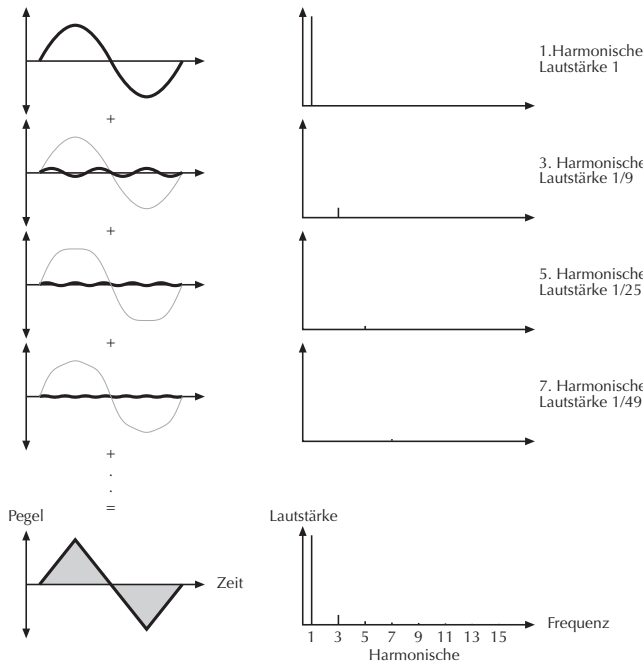 1.Harmonische
Lautstärke 1
+
3. Harmonische
Lautstärke 1/9
+
5. Harmonische
Lautstärke 1/25
+
7. Harmonische
Lautstärke 1/49
+
.
.
=
Pegel
Zeit
Lautstärke
Frequenz
1 3 5 7 9 11 13 15
Harmonische